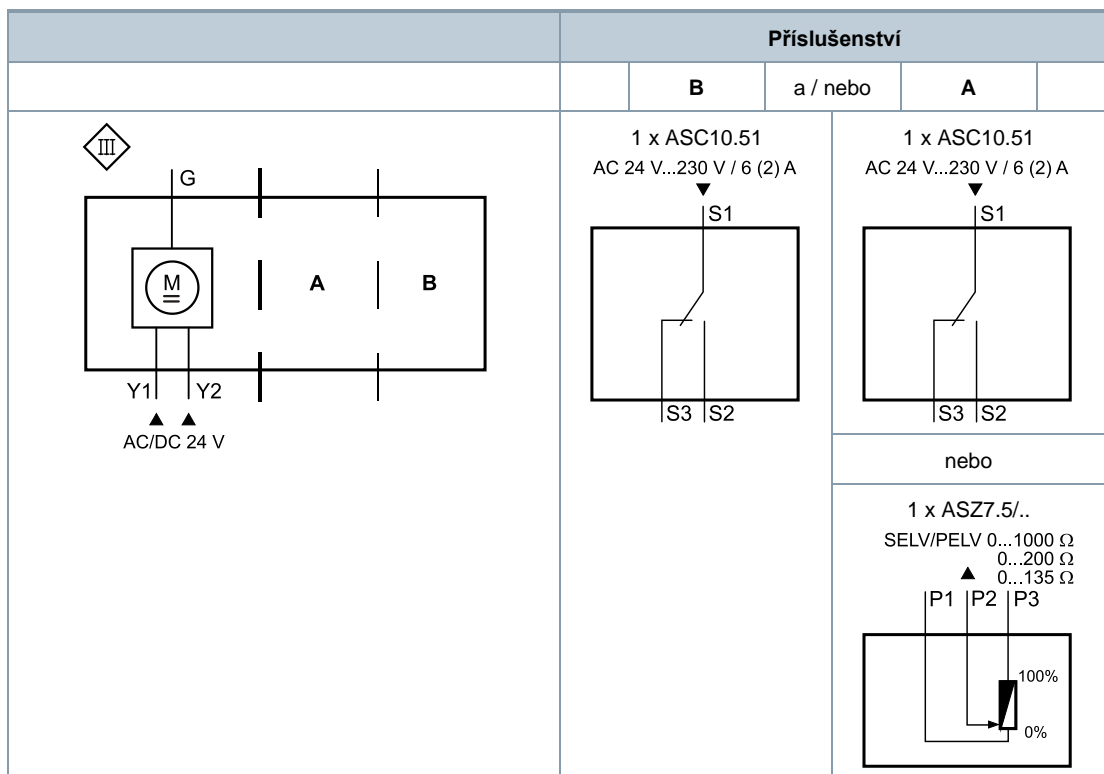 Příslušenství
B a / nebo A
III
G
M
A B
Y1 Y2
AC/DC 24 V
1 x ASC10.51
AC 24 V...230 V / 6 (2) A
S1
S3 S2
1 x ASC10.51
AC 24 V...230 V / 6 (2) A
S1
S3 S2
nebo
1 x ASZ7.5/..
SELV/PELV 0...1000 Ω
0...200 Ω
0...135 Ω
P1 P2 P3
100%
0%